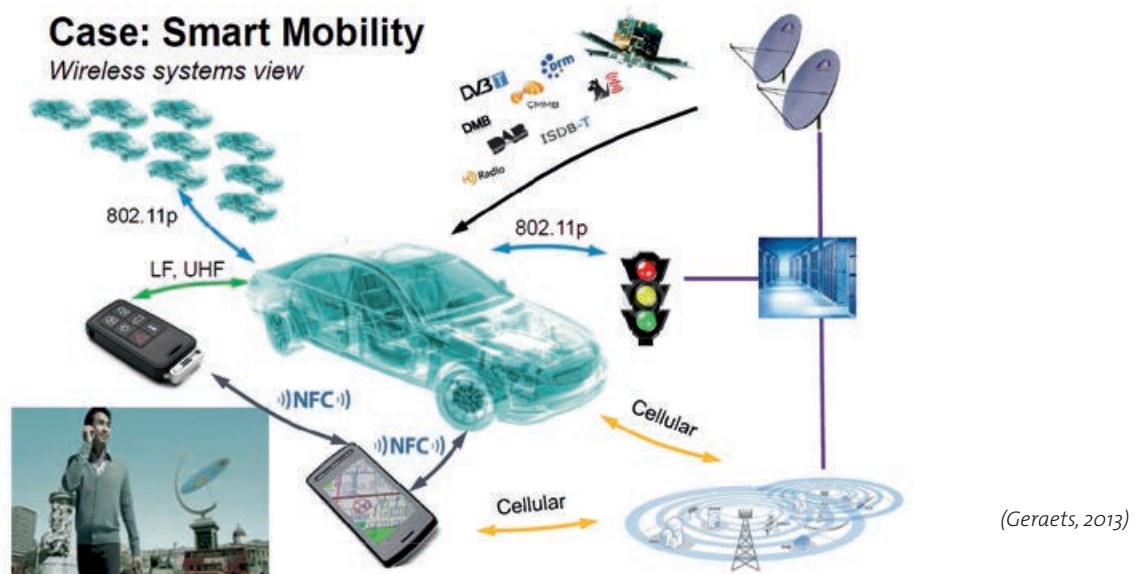 Case: Smart Mobility
Wireless systems view
DVB T
DRM
CMMB
DMB
DAB
ISDB-T
HD Radio
802.11p
802.11p
LF, UHF
NFC
NFC
Cellular
Cellular
(Geraets, 2013)